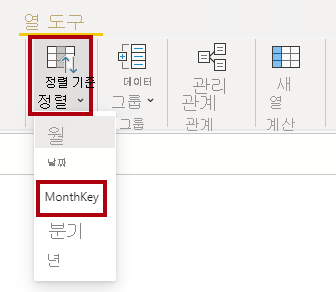 열 도구
정렬 기준
정렬
데이터
그룹
그룹
관리
관계
관계
새
열
계산
월
날짜
MonthKey
분기
년